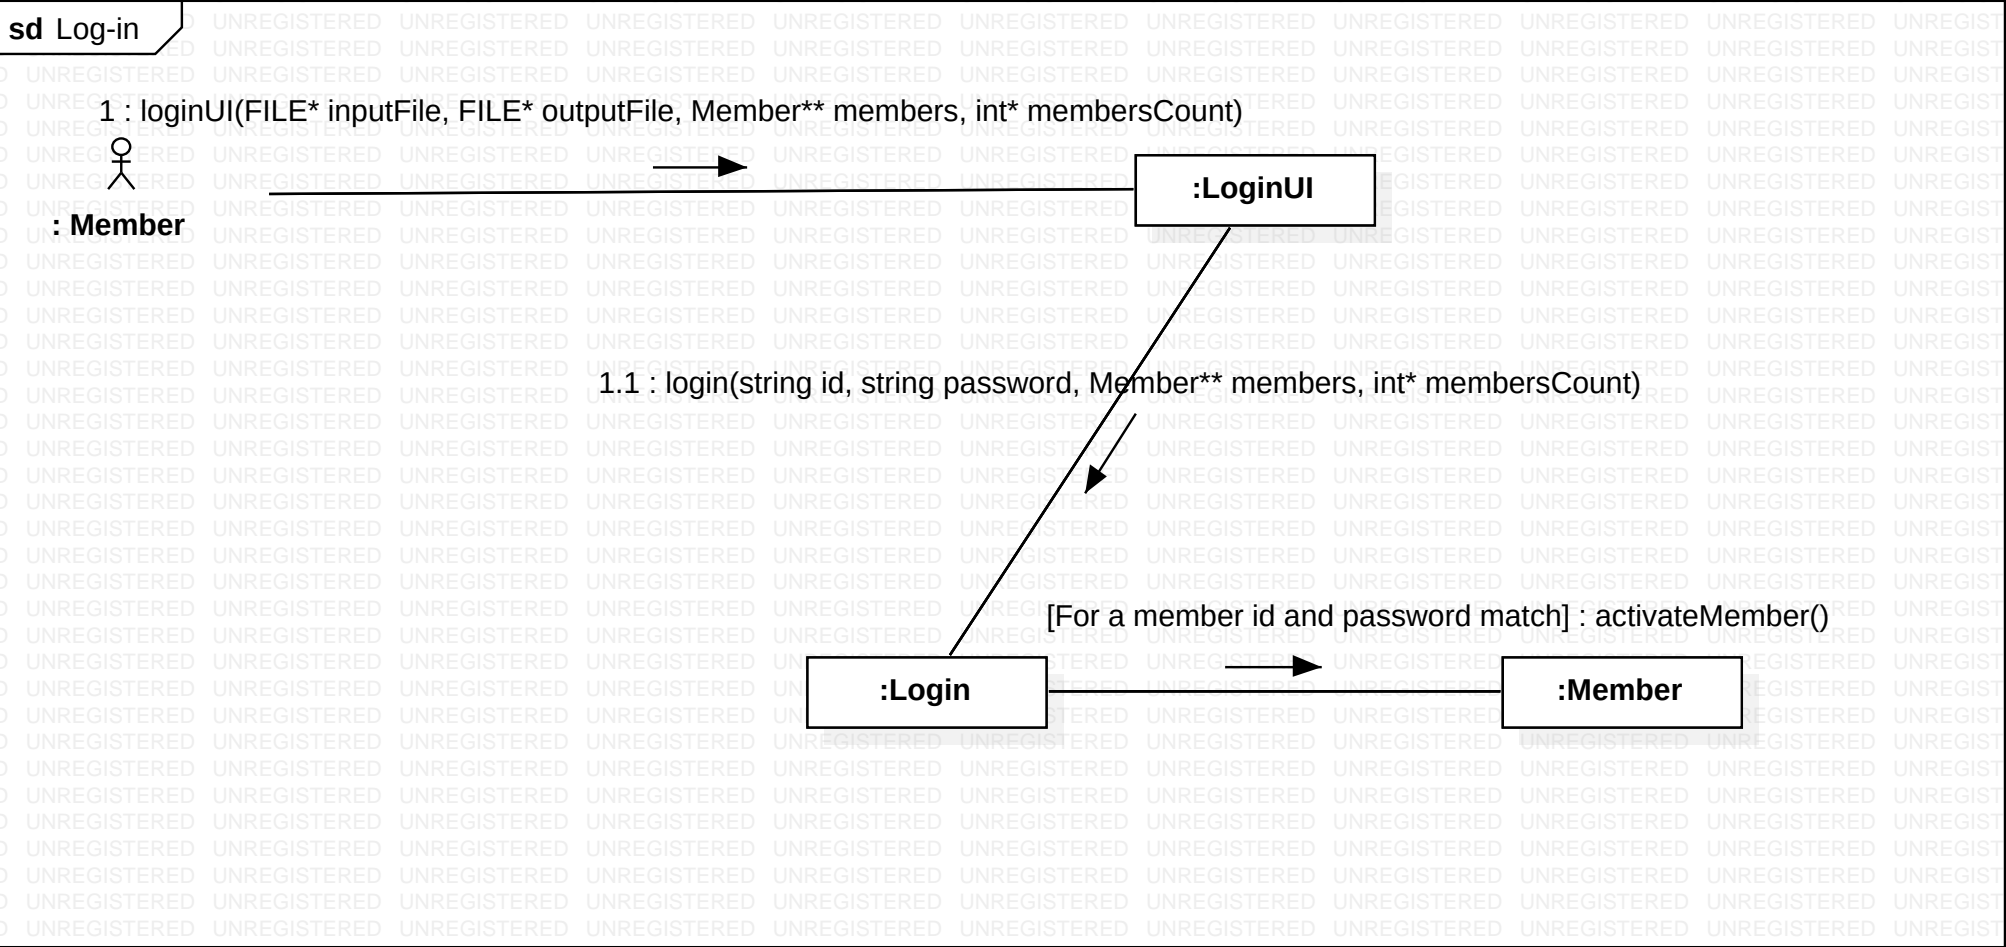 sd Log-in
1 : loginUI(FILE* inputFile, FILE* outputFile, Member** members, int* membersCount)
: Member
:LoginUI
1.1 : login(string id, string password, Member** members, int* membersCount)
[For a member id and password match] : activateMember()
:Login
:Member
UNREGISTERED